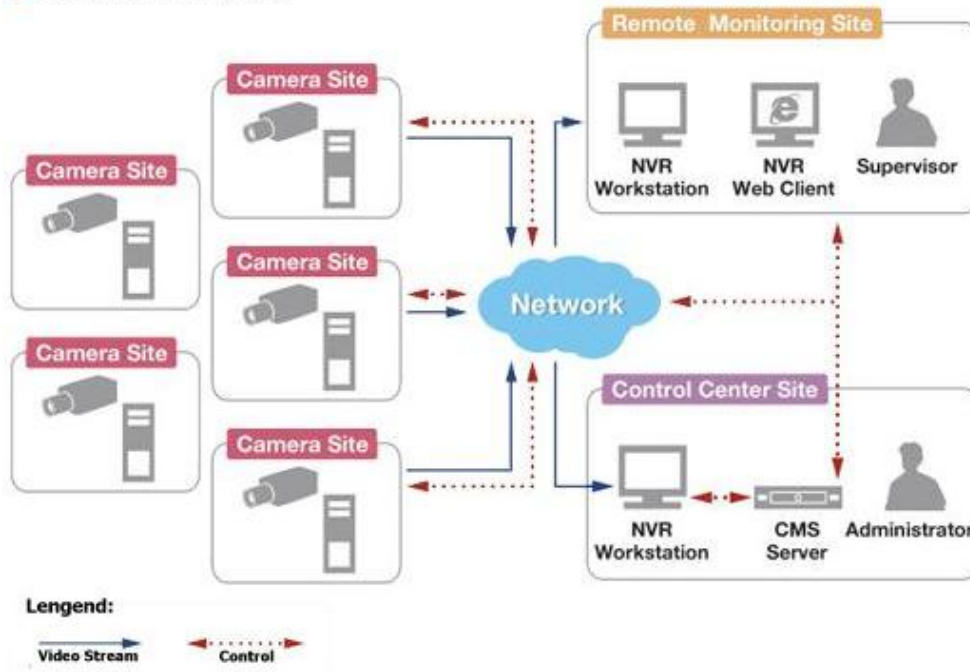 Remote Monitoring Site
Camera Site
NVR
Workstation
NVR
Web Client
Supervisor
Camera Site
Camera Site
Network
Camera Site
Control Center Site
Camera Site
NVR
Workstation
CMS
Server
Administrator
Lengend:
Video Stream
Control